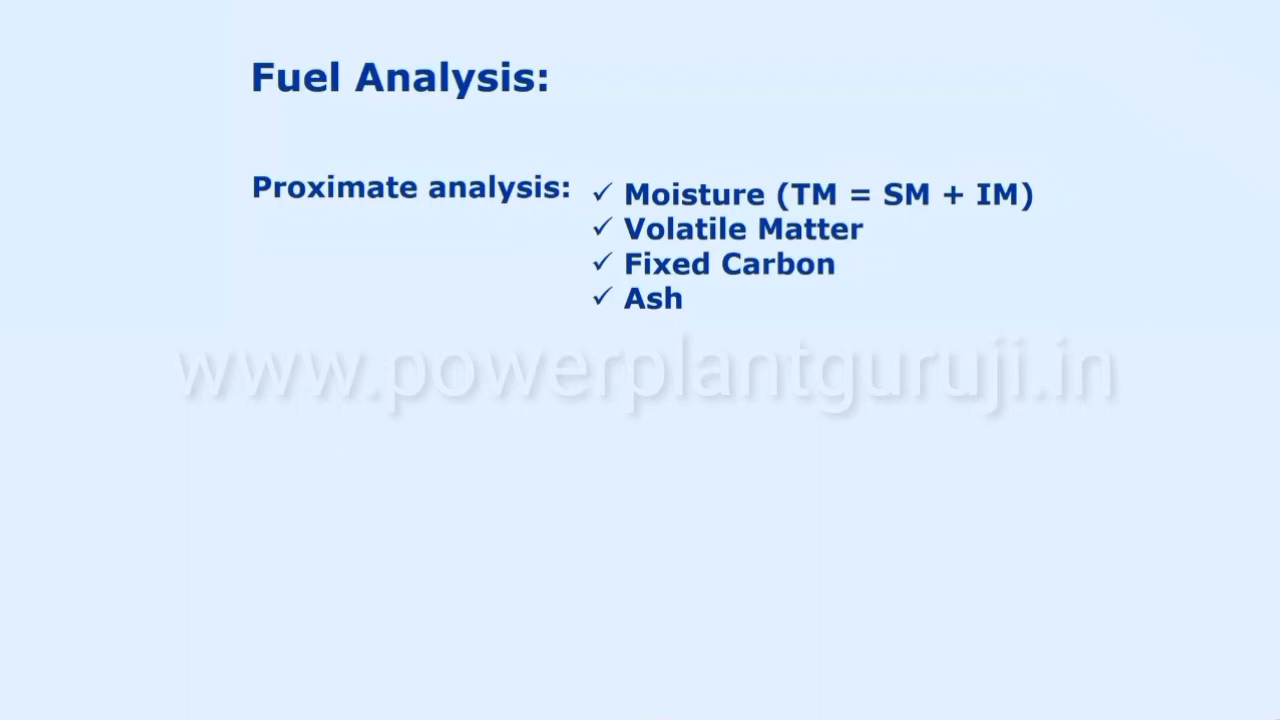 Fuel Analysis:
Proximate analysis:
✓ Moisture (TM = SM + IM)
✓ Volatile Matter
✓ Fixed Carbon
✓ Ash
www.powerplantguruji.in